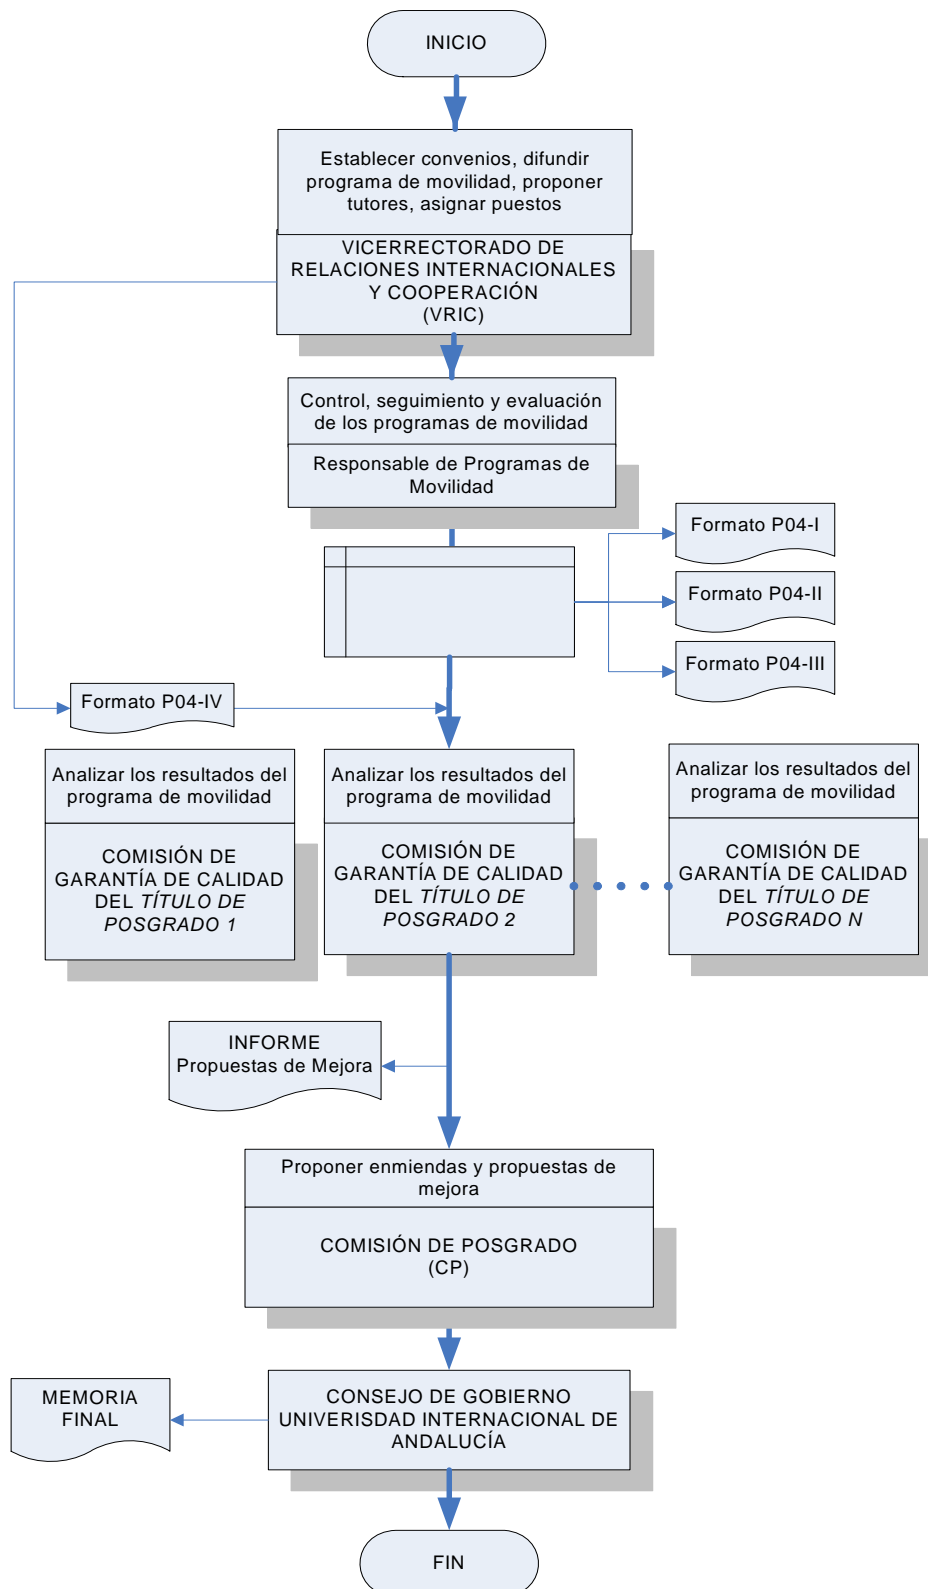 INICIO
Establecer convenios, difundir
programa de movilidad, proponer
tutores, asignar puestos
VICERRECTORADO DE
RELACIONES INTERNACIONALES
Y COOPERACIÓN
(VRIC)
Control, seguimiento y evaluación
de los programas de movilidad
Responsable de Programas de
Movilidad
Formato P04-I
Formato P04-II
Formato P04-III
Formato P04-IV
Analizar los resultados del
programa de movilidad
COMISIÓN DE
GARANTÍA DE CALIDAD
DEL TÍTULO DE
POSGRADO 1
Analizar los resultados del
programa de movilidad
COMISIÓN DE
GARANTÍA DE CALIDAD
DEL TÍTULO DE
POSGRADO 2
Analizar los resultados del
programa de movilidad
COMISIÓN DE
GARANTÍA DE CALIDAD
DEL TÍTULO DE
POSGRADO N
INFORME
Propuestas de Mejora
Proponer enmiendas y propuestas de
mejora
COMISIÓN DE POSGRADO
(CP)
MEMORIA
FINAL
CONSEJO DE GOBIERNO
UNIVERISDAD INTERNACIONAL DE
ANDALUCÍA
FIN